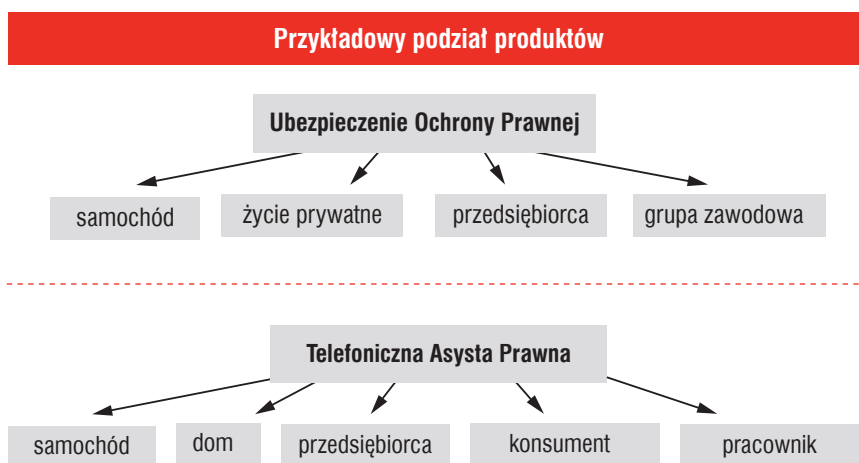 Przykładowy podział produktów
Ubezpieczenie Ochrony Prawnej
samochód
życie prywatne
przedsiębiorca
grupa zawodowa
Telefoniczna Asysta Prawna
samochód
dom
przedsiębiorca
konsument
pracownik